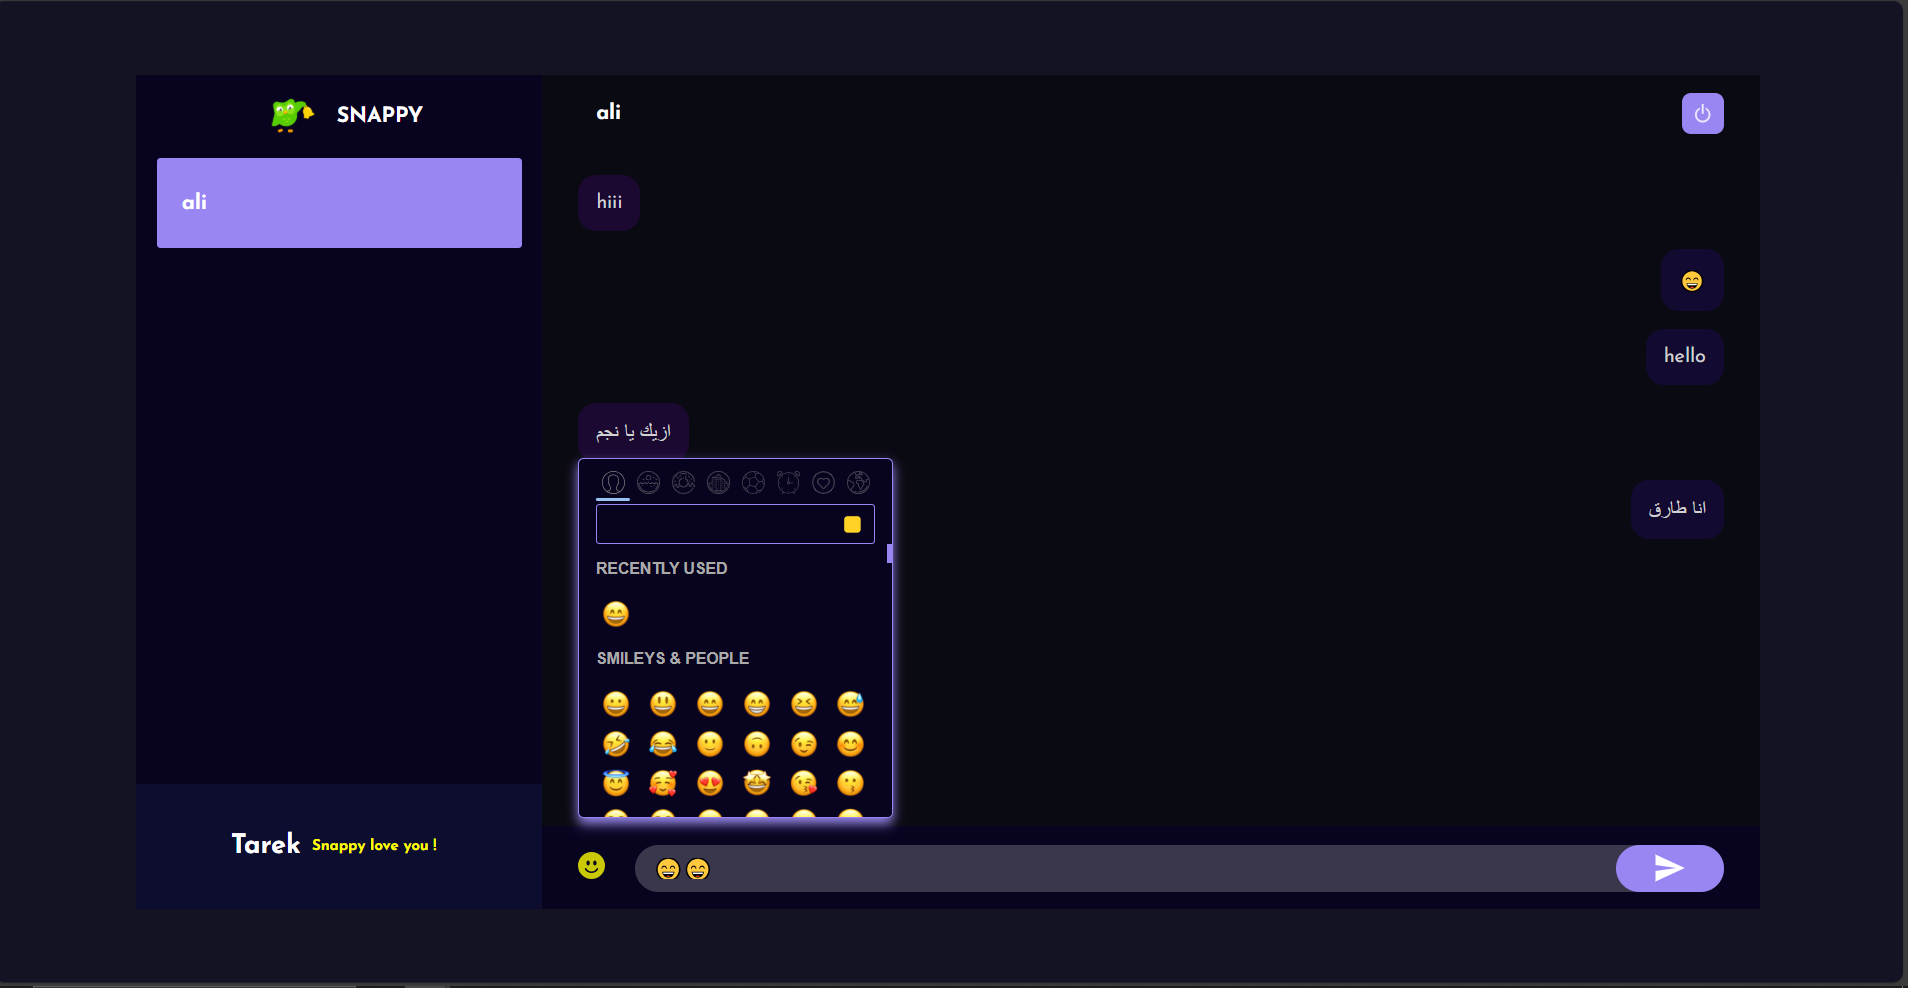 SNAPPY
ali
Tarek Snappy love you !
ali
hiii
😄
hello
ازيك يا نجم
انا طارق
RECENTLY USED
SMILEYS & PEOPLE
😄😄